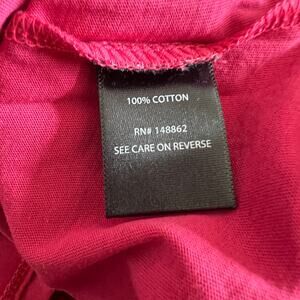 100% COTTON
RN# 148862
SEE CARE ON REVERSE